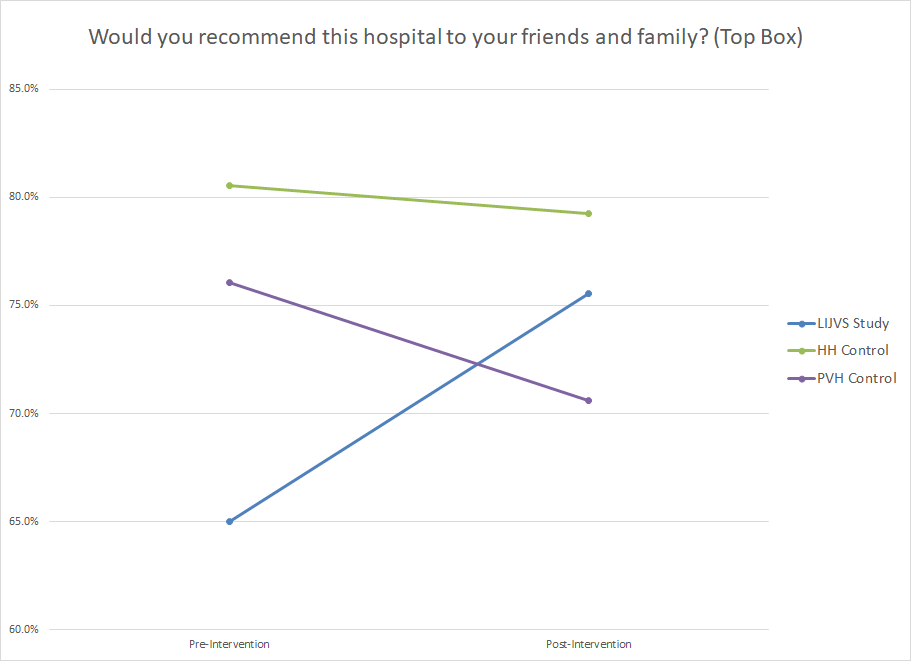 Would you recommend this hospital to your friends and family? (Top Box)
85.0%
80.0%
75.0%
70.0%
65.0%
60.0%
Pre-Intervention
Post-Intervention
LIJVS Study
HH Control
PVH Control